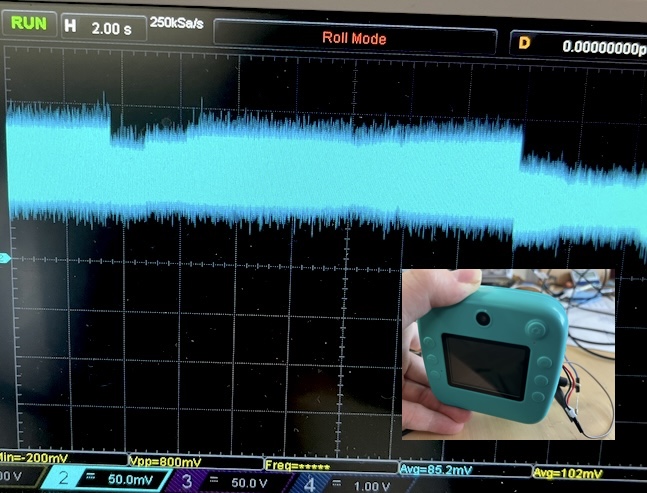 RUN H 2.00 s 250kSa/s Roll Mode D 0.00000000p
Min=-200mV Vpp=800mV Freq=***** Avg=85.2mV Avg=102mV
00 V 2 50.0mV 3 50.0 V 4 1.00 V